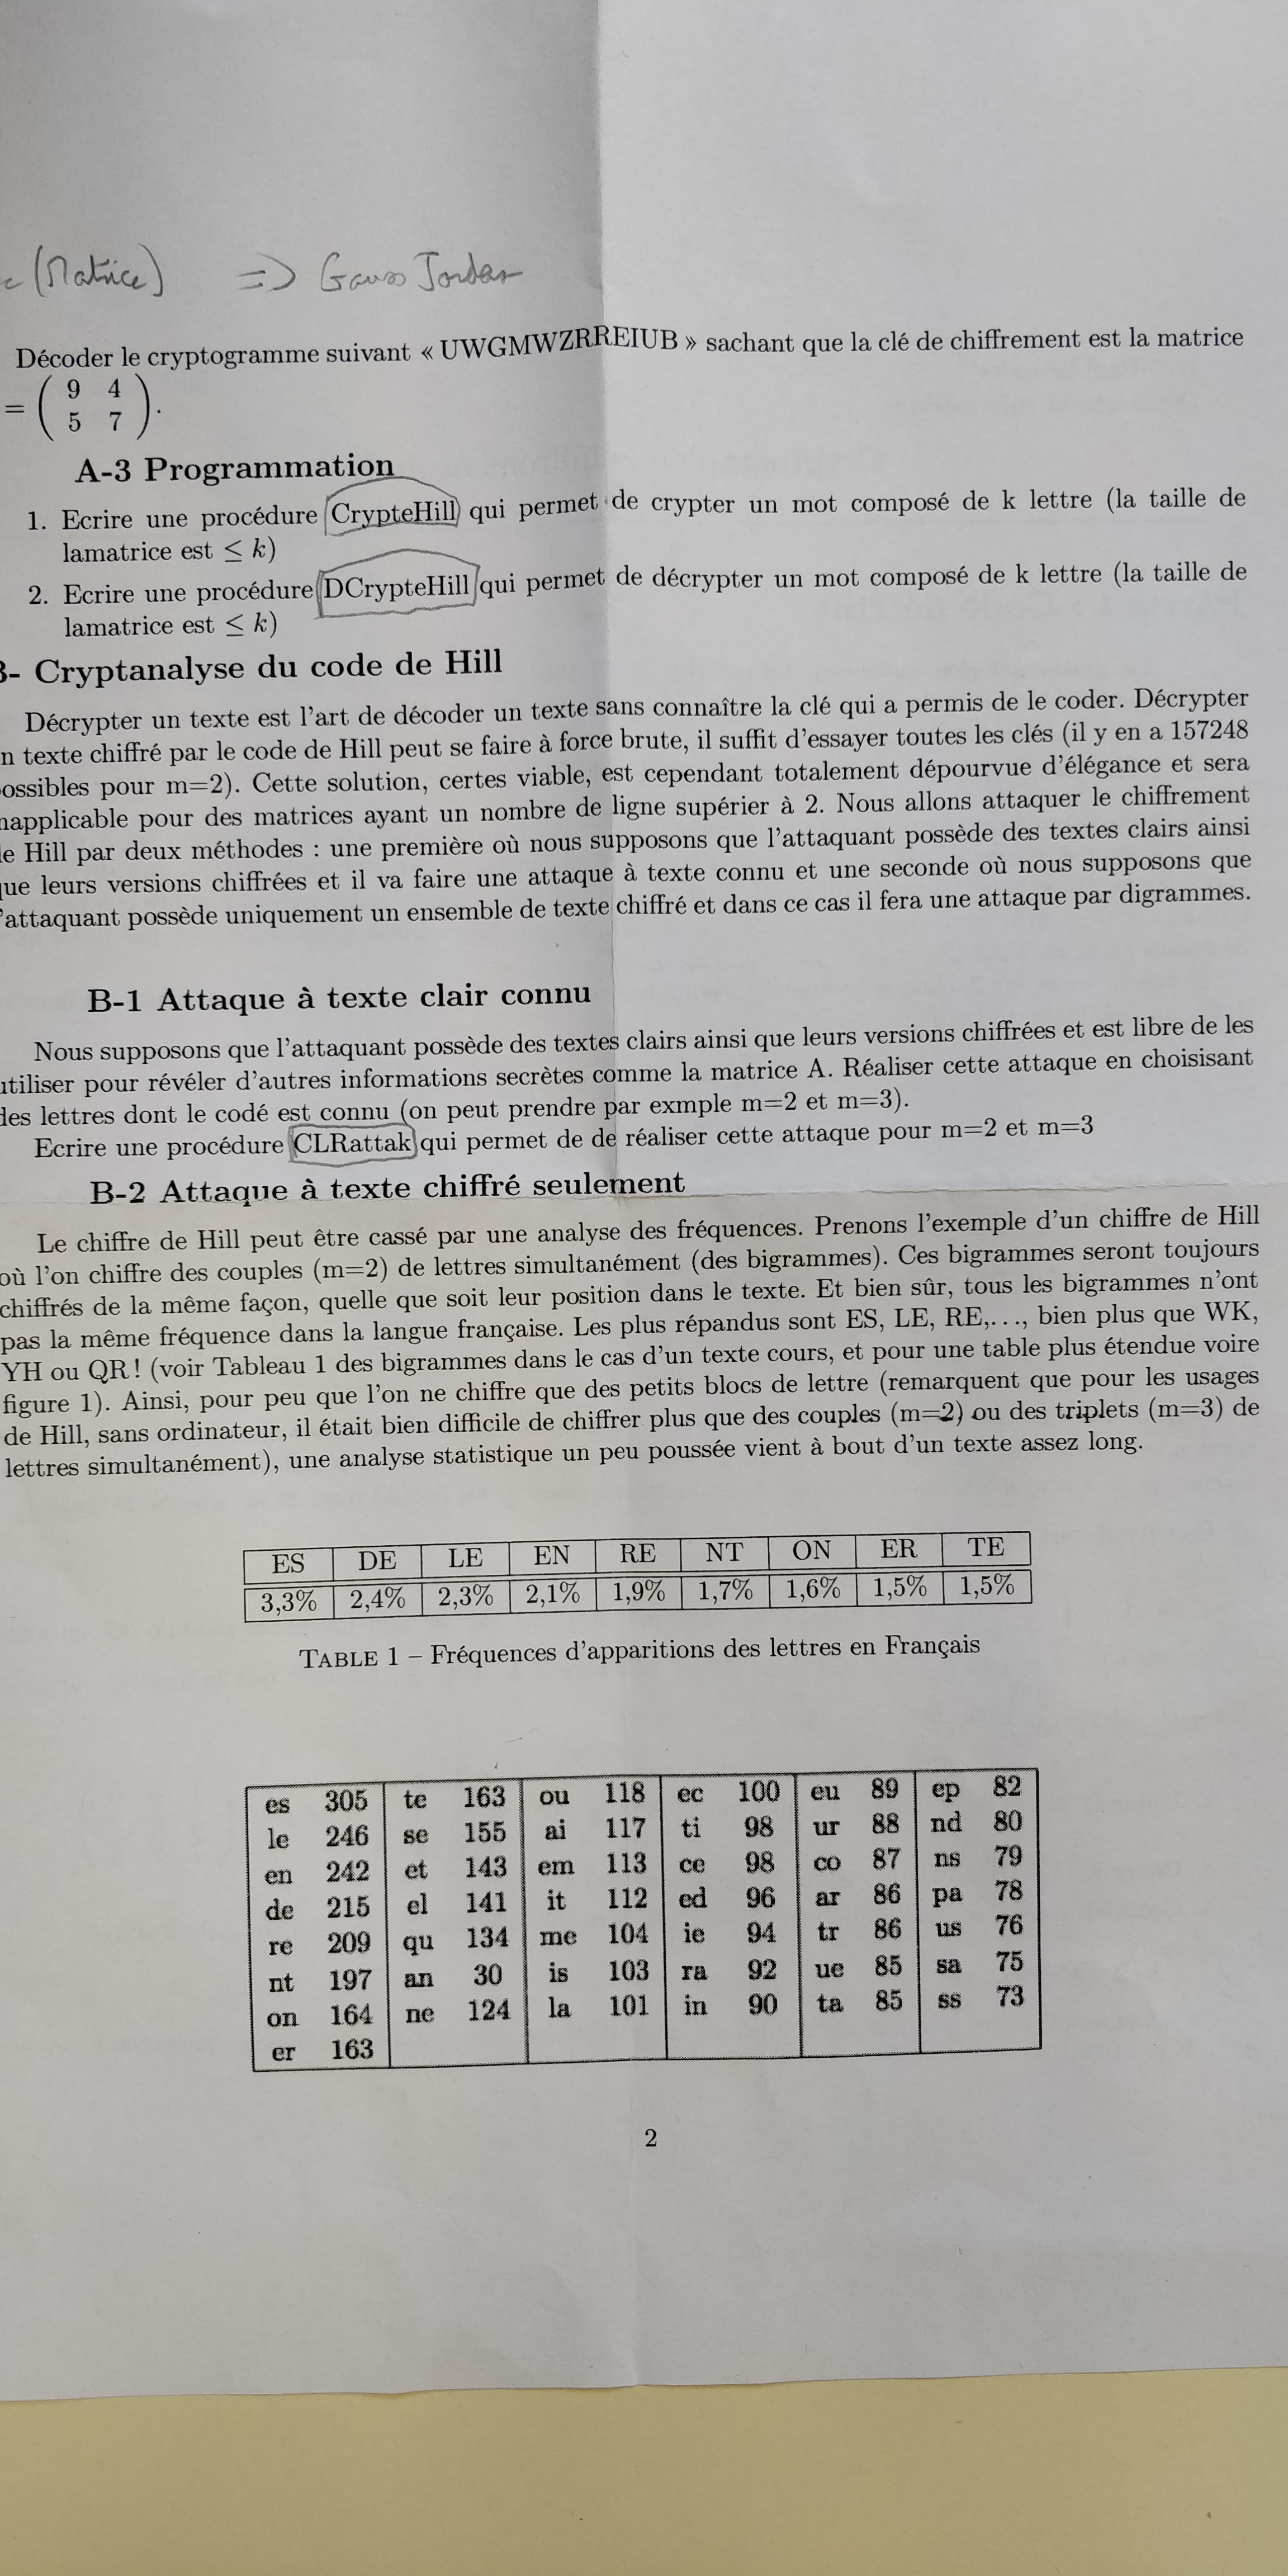 (Matrice) => Gauss Jordan
Décoder le cryptogramme suivant « UWGMWZRREIUB » sachant que la clé de chiffrement est la matrice
= ( 9 4
5 7 ).
A-3 Programmation
1. Ecrire une procédure CrypteHill qui permet de crypter un mot composé de k lettre (la taille de
lamatrice est ≤ k)
2. Ecrire une procédure DCrypteHill qui permet de décrypter un mot composé de k lettre (la taille de
lamatrice est ≤ k)
B- Cryptanalyse du code de Hill
Décrypter un texte est l'art de décoder un texte sans connaître la clé qui a permis de le coder. Décrypter
n texte chiffré par le code de Hill peut se faire à force brute, il suffit d'essayer toutes les clés (il y en a 157248
ossibles pour m=2). Cette solution, certes viable, est cependant totalement dépourvue d'élégance et sera
napplicable pour des matrices ayant un nombre de ligne supérier à 2. Nous allons attaquer le chiffrement
le Hill par deux méthodes : une première où nous supposons que l'attaquant possède des textes clairs ainsi
que leurs versions chiffrées et il va faire une attaque à texte connu et une seconde où nous supposons que
l'attaquant possède uniquement un ensemble de texte chiffré et dans ce cas il fera une attaque par digrammes.
B-1 Attaque à texte clair connu
Nous supposons que l'attaquant possède des textes clairs ainsi que leurs versions chiffrées et est libre de les
utiliser pour révéler d'autres informations secrètes comme la matrice A. Réaliser cette attaque en choisisant
des lettres dont le codé est connu (on peut prendre par exmple m=2 et m=3).
Ecrire une procédure CLRattak qui permet de de réaliser cette attaque pour m=2 et m=3
B-2 Attaque à texte chiffré seulement
Le chiffre de Hill peut être cassé par une analyse des fréquences. Prenons l'exemple d'un chiffre de Hill
où l'on chiffre des couples (m=2) de lettres simultanément (des bigrammes). Ces bigrammes seront toujours
chiffrés de la même façon, quelle que soit leur position dans le texte. Et bien sûr, tous les bigrammes n'ont
pas la même fréquence dans la langue française. Les plus répandus sont ES, LE, RE,..., bien plus que WK,
YH ou QR! (voir Tableau 1 des bigrammes dans le cas d'un texte cours, et pour une table plus étendue voire
figure 1). Ainsi, pour peu que l'on ne chiffre que des petits blocs de lettre (remarquent que pour les usages
de Hill, sans ordinateur, il était bien difficile de chiffrer plus que des couples (m=2) ou des triplets (m=3) de
lettres simultanément), une analyse statistique un peu poussée vient à bout d'un texte assez long.
ES DE LE EN RE NT ON ER TE
3,3% 2,4% 2,3% 2,1% 1,9% 1,7% 1,6% 1,5% 1,5%
TABLE 1 – Fréquences d'apparitions des lettres en Français
es 305 te 163 ou 118 ec 100 eu 89 ep 82
le 246 se 155 ai 117 ti 98 ur 88 nd 80
en 242 et 143 em 113 ce 98 co 87 ns 79
de 215 el 141 it 112 ed 96 ar 86 pa 78
re 209 qu 134 me 104 ie 94 tr 86 us 76
nt 197 an 30 is 103 ra 92 ue 85 sa 75
on 164 ne 124 la 101 in 90 ta 85 ss 73
er 163
2